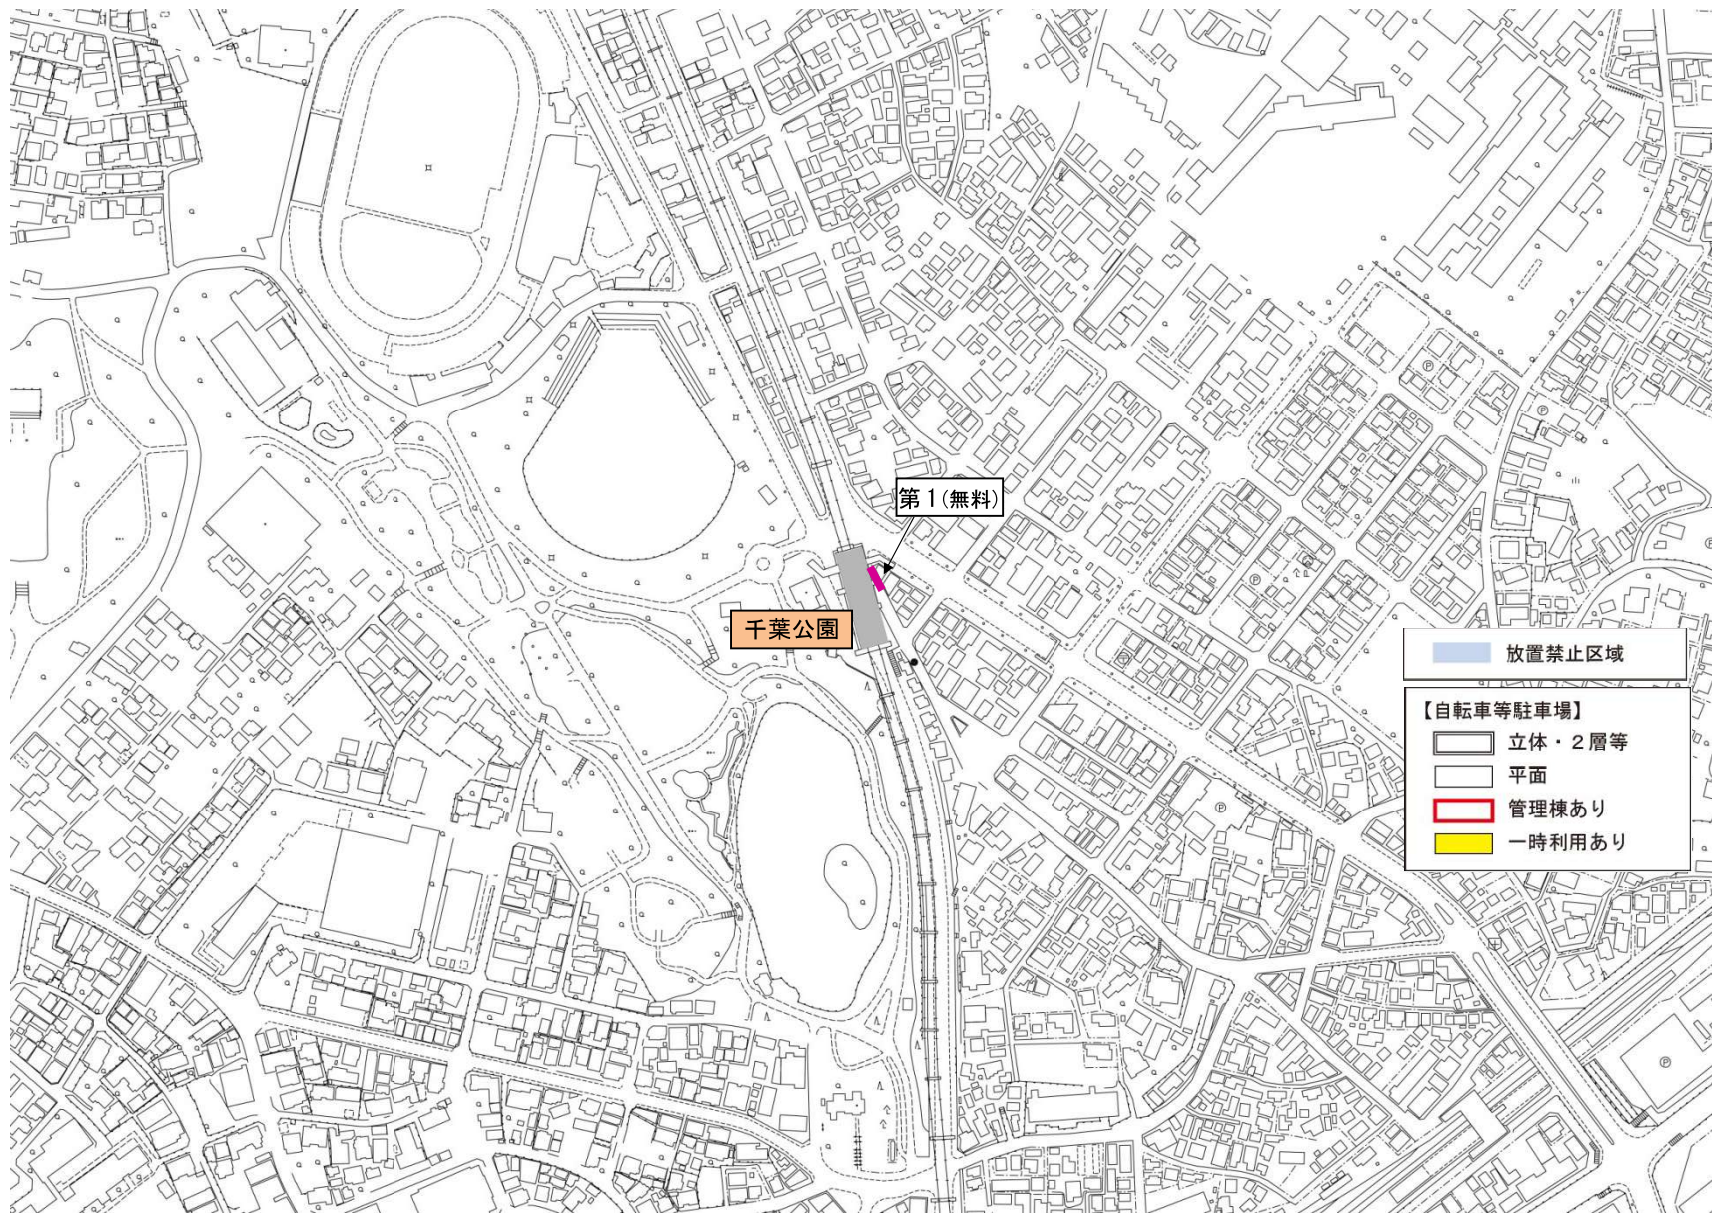 第1(無料)
千葉公園
放置禁止区域
【自転車等駐車場】
立体・2層等
平面
管理棟あり
一時利用あり